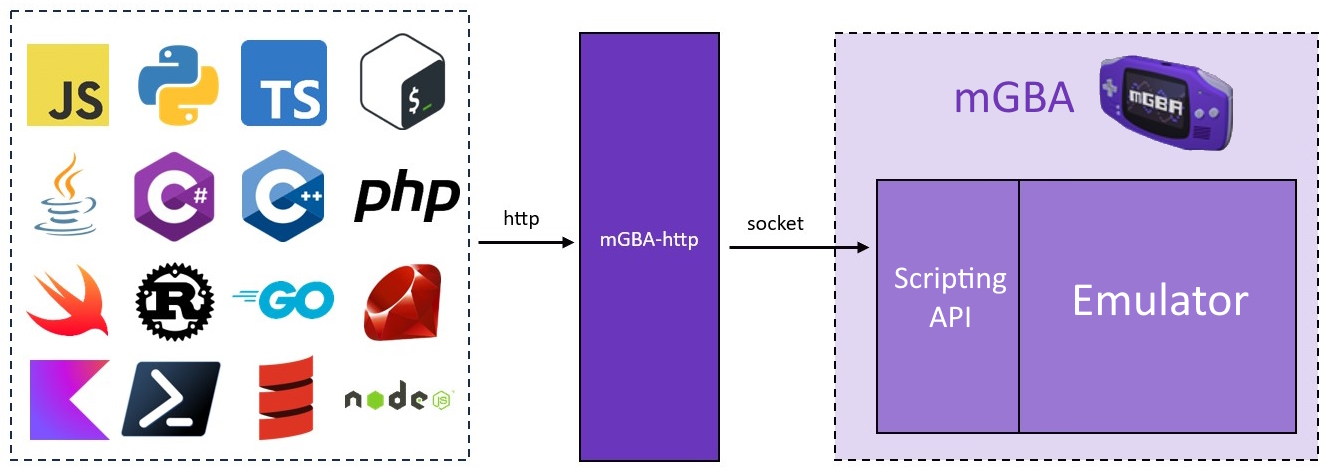 JS
TS
$_
C#
C++
php
R
GO
node
JS
http
mGBA-http
socket
mGBA
mGBA
Scripting
API
Emulator